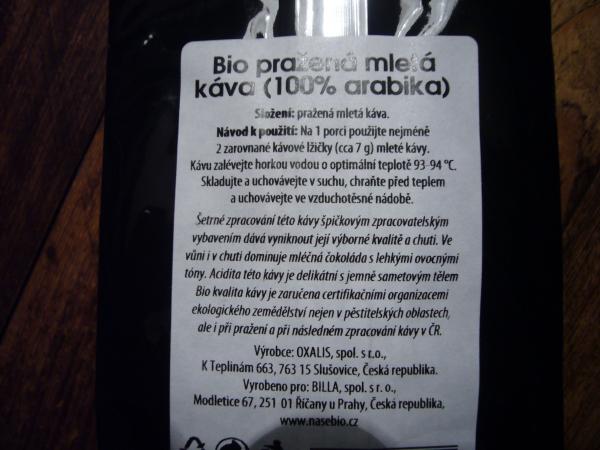 Bio pražená mletá
káva (100% arabika)
Složení: pražená mletá káva.
Návod k použití: Na 1 porci použijte nejméně
2 zarovnané kávové lžičky (cca 7 g) mleté kávy.
Kávu zalévejte horkou vodou o optimální teplotě 93-94 °C.
Skladujte a uchovávejte v suchu, chraňte před teplem
a uchovávejte ve vzduchotěsné nádobě.
Šetrné zpracování této kávy špičkovým zpracovatelským
vybavením dává vyniknout její výborné kvalitě a chuti. Ve
vůni i v chuti dominuje mléčná čokoláda s lehkými ovocnými
tóny. Acidita této kávy je delikátní s jemně sametovým tělem
Bio kvalita kávy je zaručena certifikačními organizacemi
ekologického zemědělství nejen v pěstitelských oblastech,
ale i při pražení a při následném zpracování kávy v ČR.
Výrobce: OXALIS, spol. s r.o.,
K Teplinám 663, 763 15 Slušovice, Česká republika.
Vyrobeno pro: BILLA, spol. s r. o.,
Modletice 67, 251 01 Říčany u Prahy, Česká republika,
www.nasebio.cz